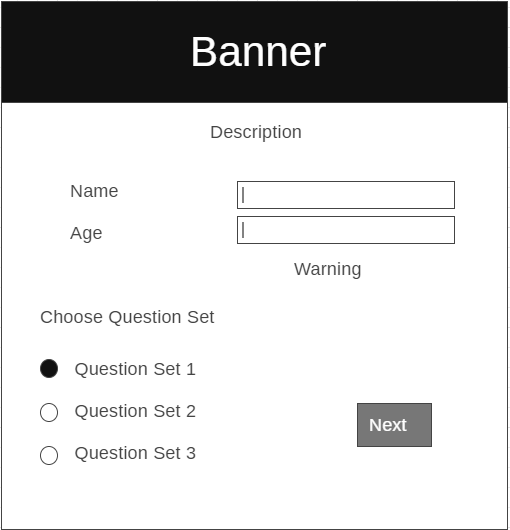 Banner
Description
Name
Age
Warning
Choose Question Set
Question Set 1
Question Set 2
Question Set 3
Next